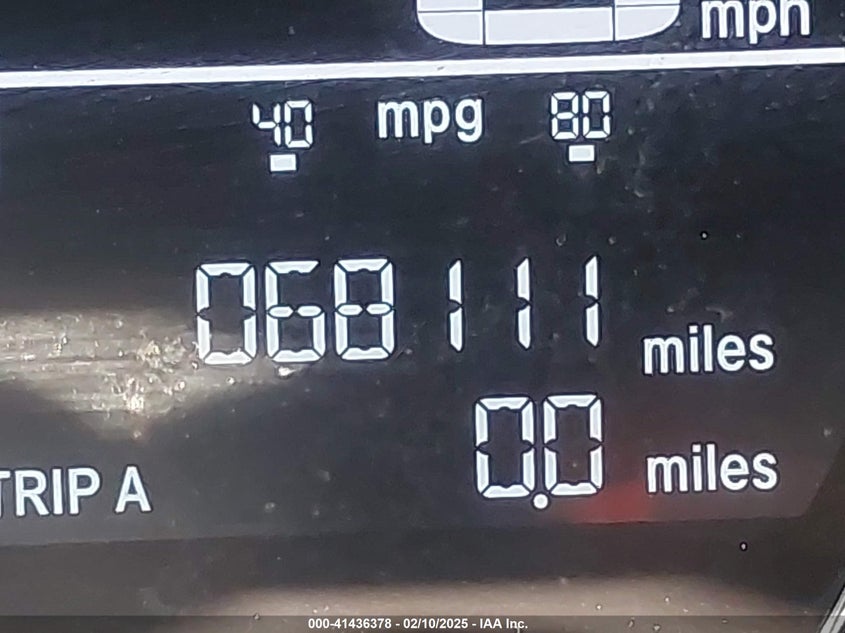 mph
40 mpg 80
068111 miles
0.0 miles
TRIP A
000-41436378 - 02/10/2025 - IAA Inc.